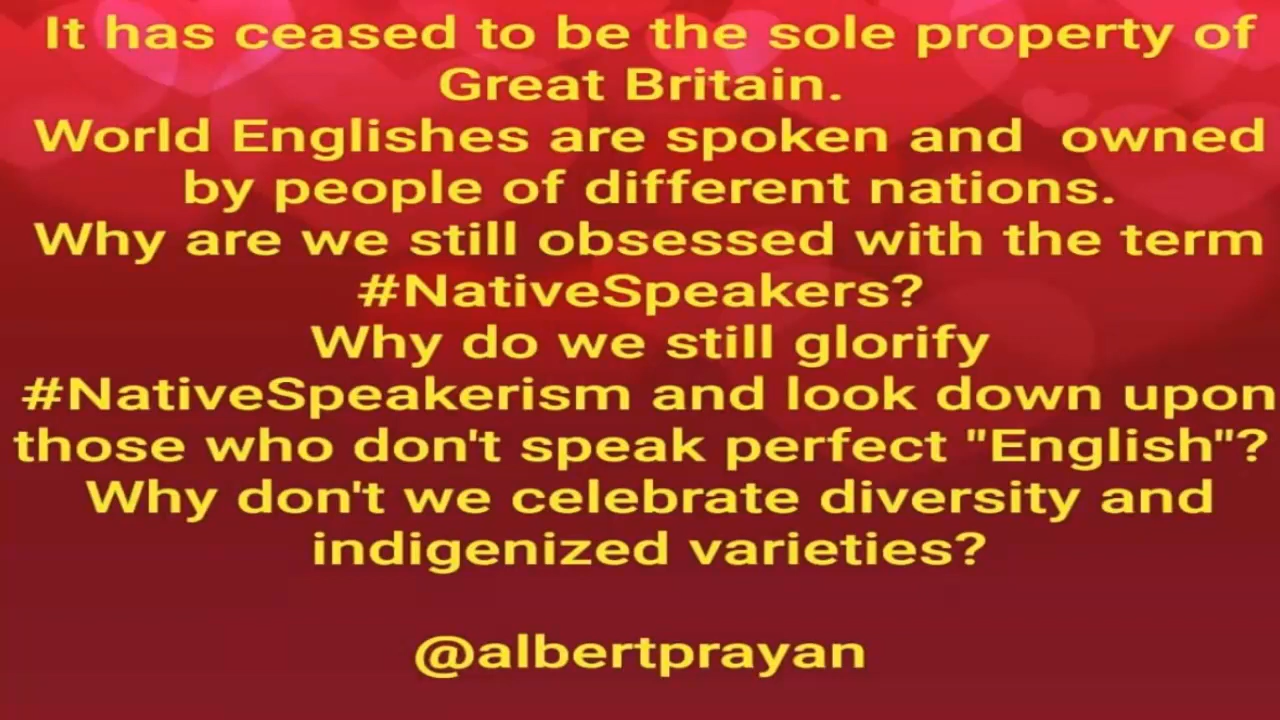 It has ceased to be the sole property of
Great Britain.
World Englishes are spoken and  owned
by people of different nations.
Why are we still obsessed with the term
#NativeSpeakers?
Why do we still glorify
#NativeSpeakerism and look down upon
those who don't speak perfect "English"?
Why don't we celebrate diversity and
indigenized varieties?
@albertprayan